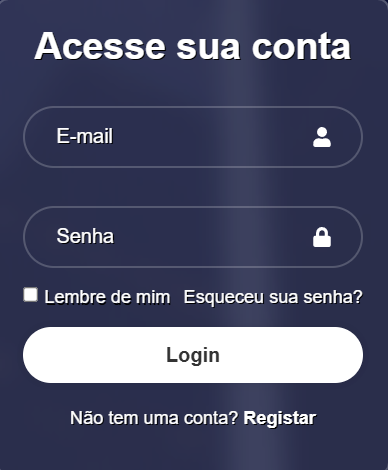 Acesse sua conta
E-mail
Senha
Lembre de mim Esqueceu sua senha?
Login
Não tem uma conta? Registar